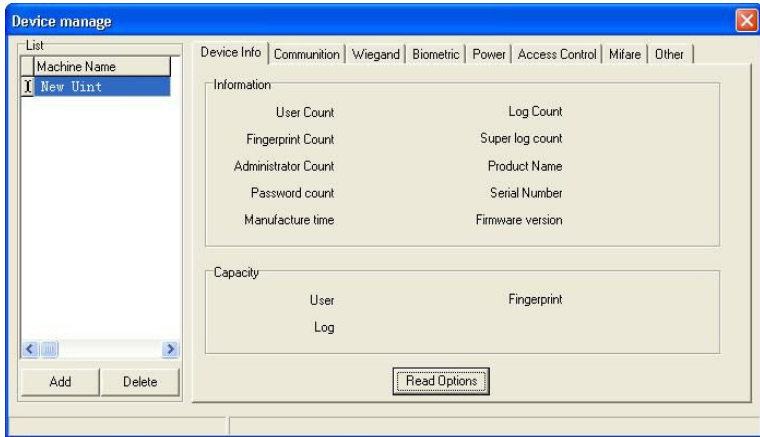 Device manage
List
Machine Name
New Uint
Device Info Communition Wiegand Biometric Power Access Control Mifare Other
Information
User Count Log Count
Fingerprint Count Super log count
Administrator Count Product Name
Password count Serial Number
Manufacture time Firmware version
Capacity
User Fingerprint
Log
Add Delete Read Options